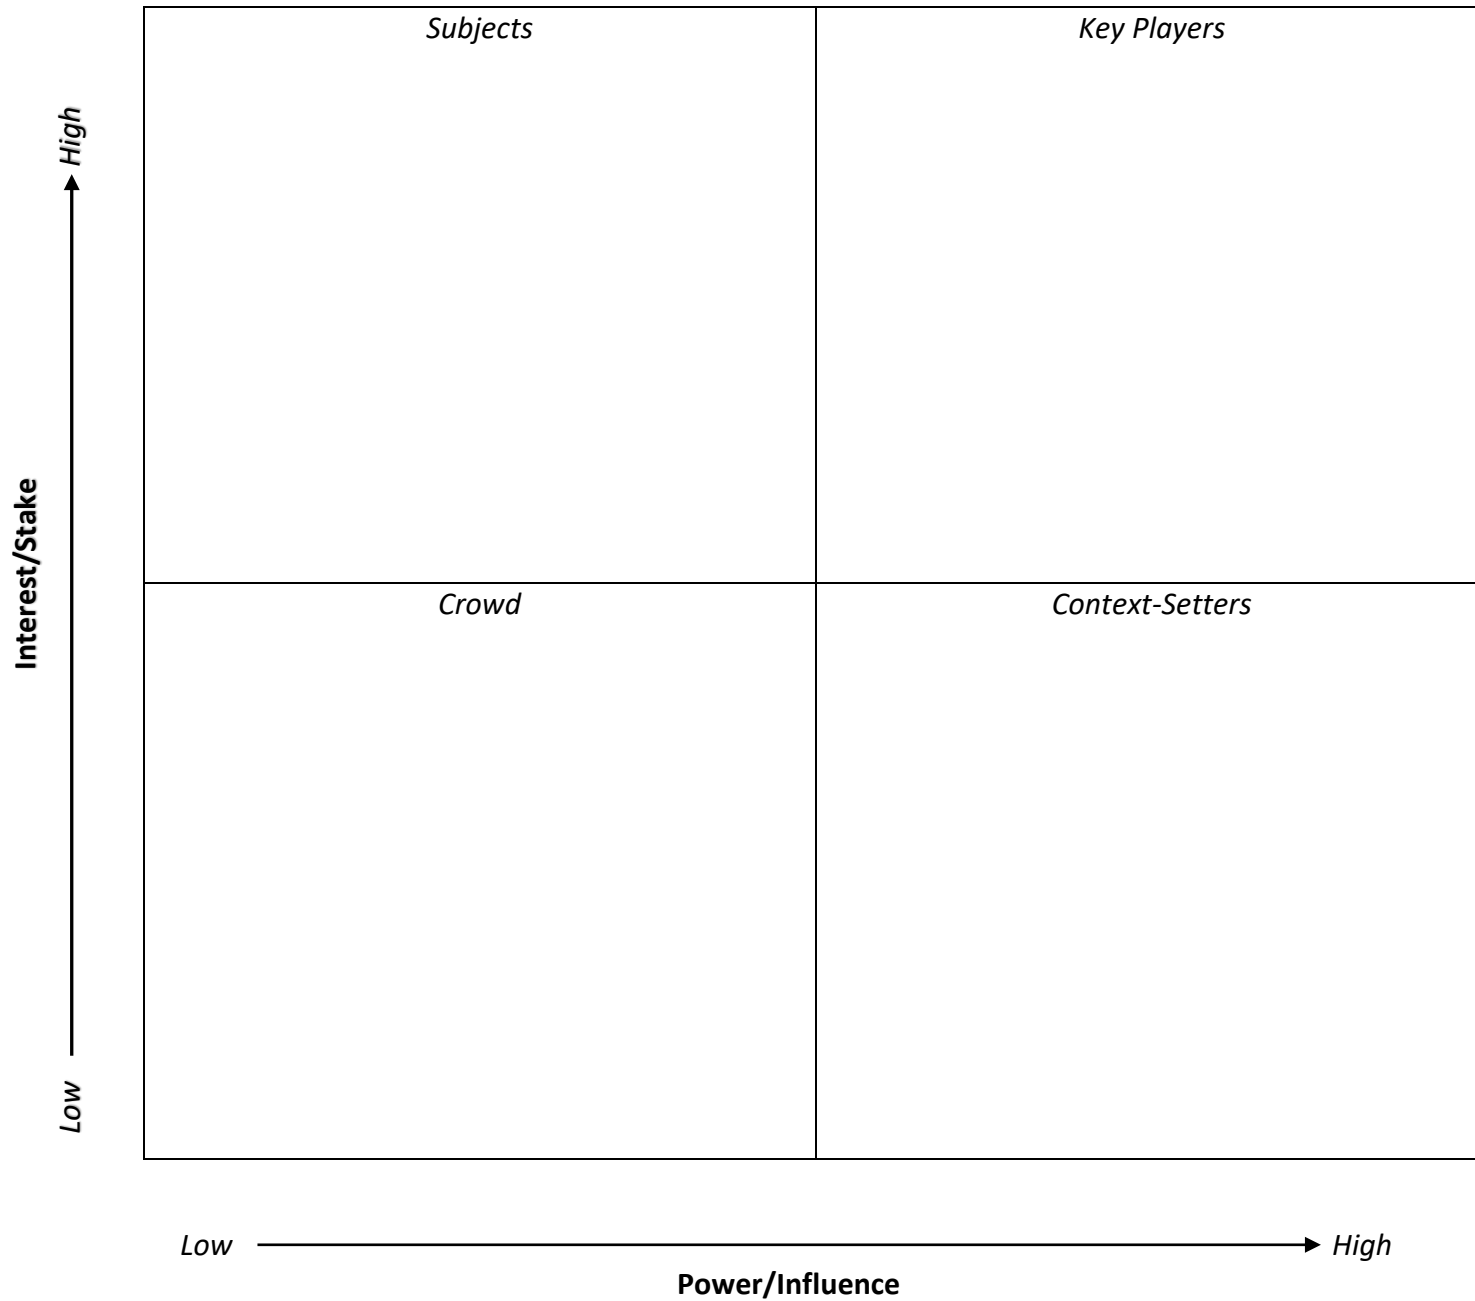 Subjects
Key Players
High
Interest/Stake
Crowd
Context-Setters
Low
Low
High
Power/Influence